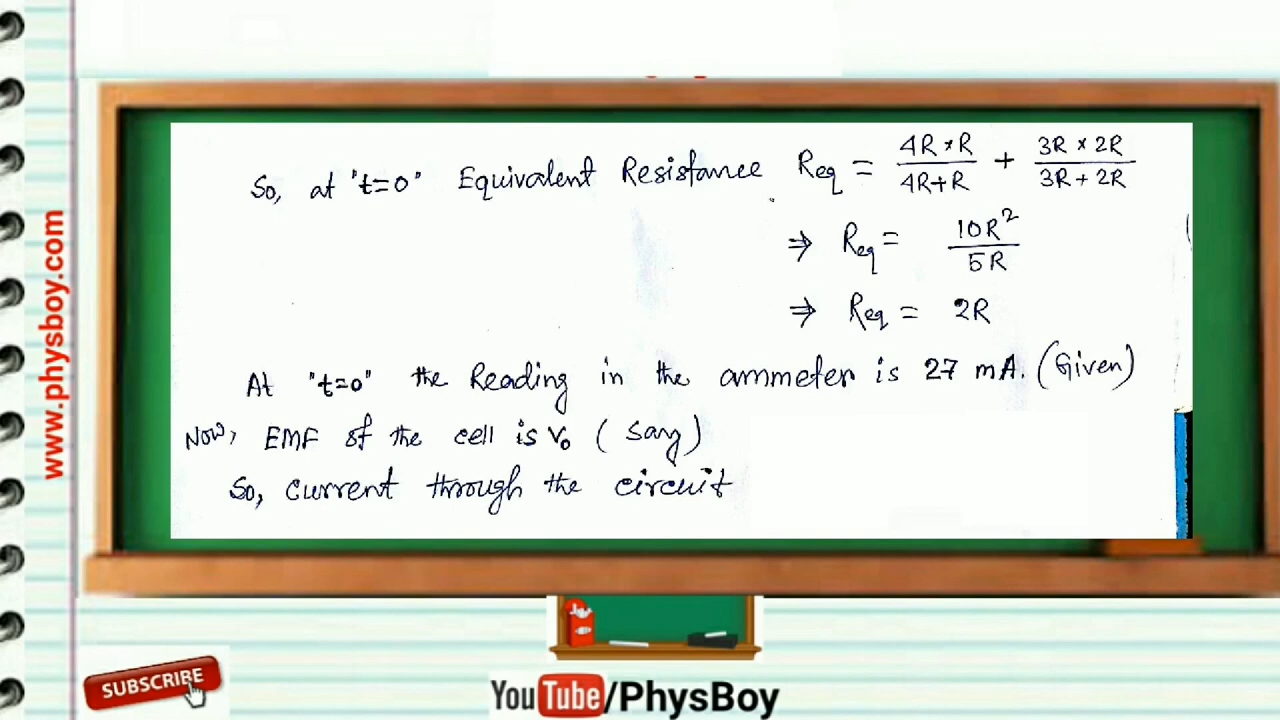 So, at "t=0" Equivalent Resistance Req = 4R×R/4R+R + 3R×2R/3R+2R
⇒ Req = 10R²/5R
⇒ Req = 2R
At "t=0" the Reading in the ammeter is 27 mA. (Given)
Now, EMF of the cell is V₀ (Say)
So, current through the circuit
www.physboy.com
SUBSCRIBE
YouTube/PhysBoy